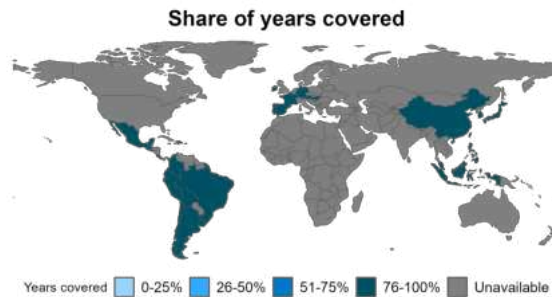 Share of years covered
Years covered 0-25% 26-50% 51-75% 76-100% Unavailable